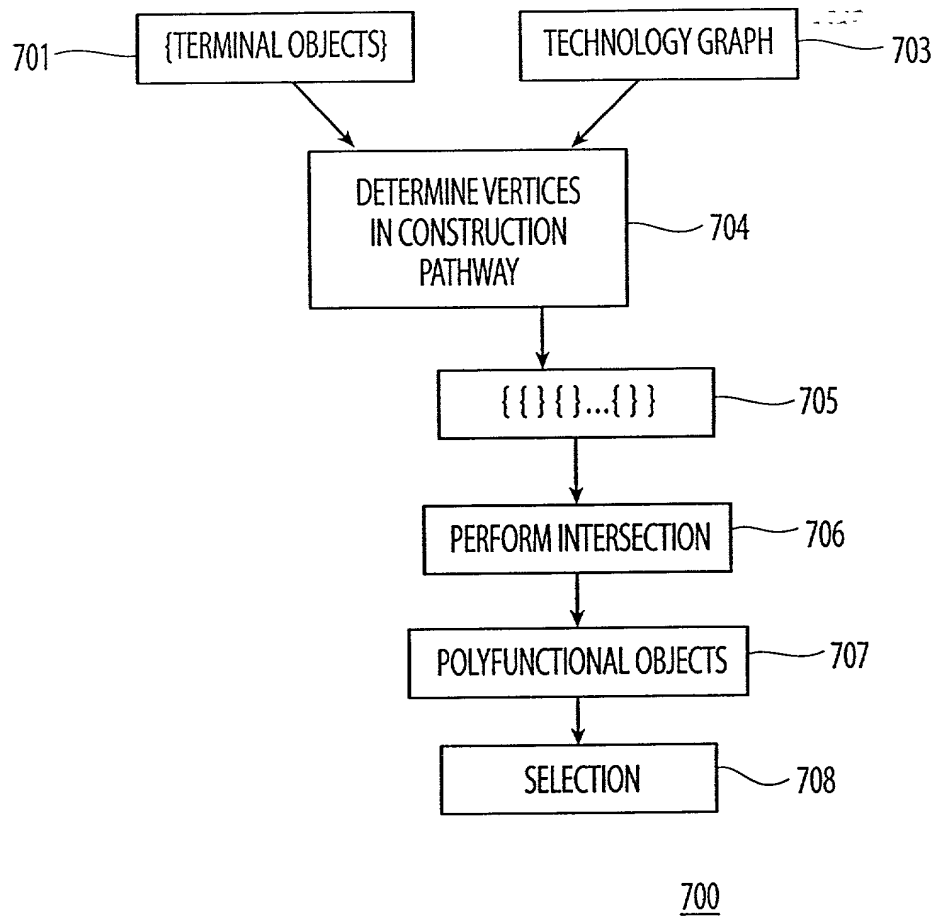 701
{TERMINAL OBJECTS}
TECHNOLOGY GRAPH
703
DETERMINE VERTICES
IN CONSTRUCTION
PATHWAY
704
{ { } { }...{ } }
705
PERFORM INTERSECTION
706
POLYFUNCTIONAL OBJECTS
707
SELECTION
708
700